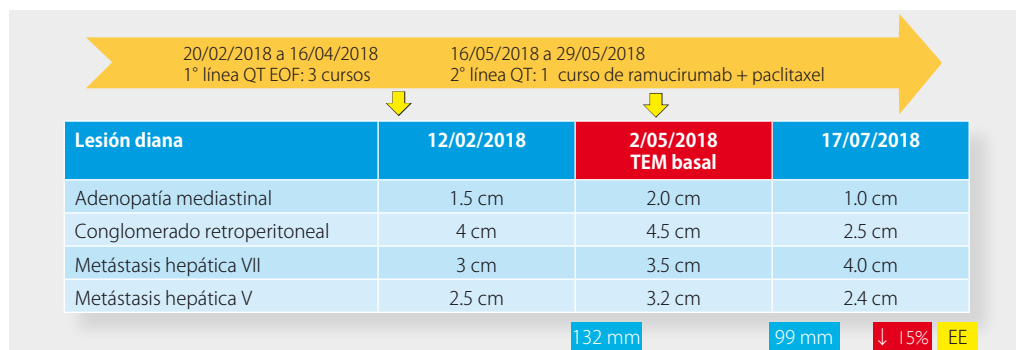 20/02/2018 a 16/04/2018
1° línea QT EOF: 3 cursos
16/05/2018 a 29/05/2018
2° línea QT: 1 curso de ramucirumab + paclitaxel
Lesión diana 12/02/2018 2/05/2018 17/07/2018
TEM basal
Adenopatía mediastinal 1.5 cm 2.0 cm 1.0 cm
Conglomerado retroperitoneal 4 cm 4.5 cm 2.5 cm
Metástasis hepática VII 3 cm 3.5 cm 4.0 cm
Metástasis hepática V 2.5 cm 3.2 cm 2.4 cm
132 mm 99 mm ↓ 15% EE